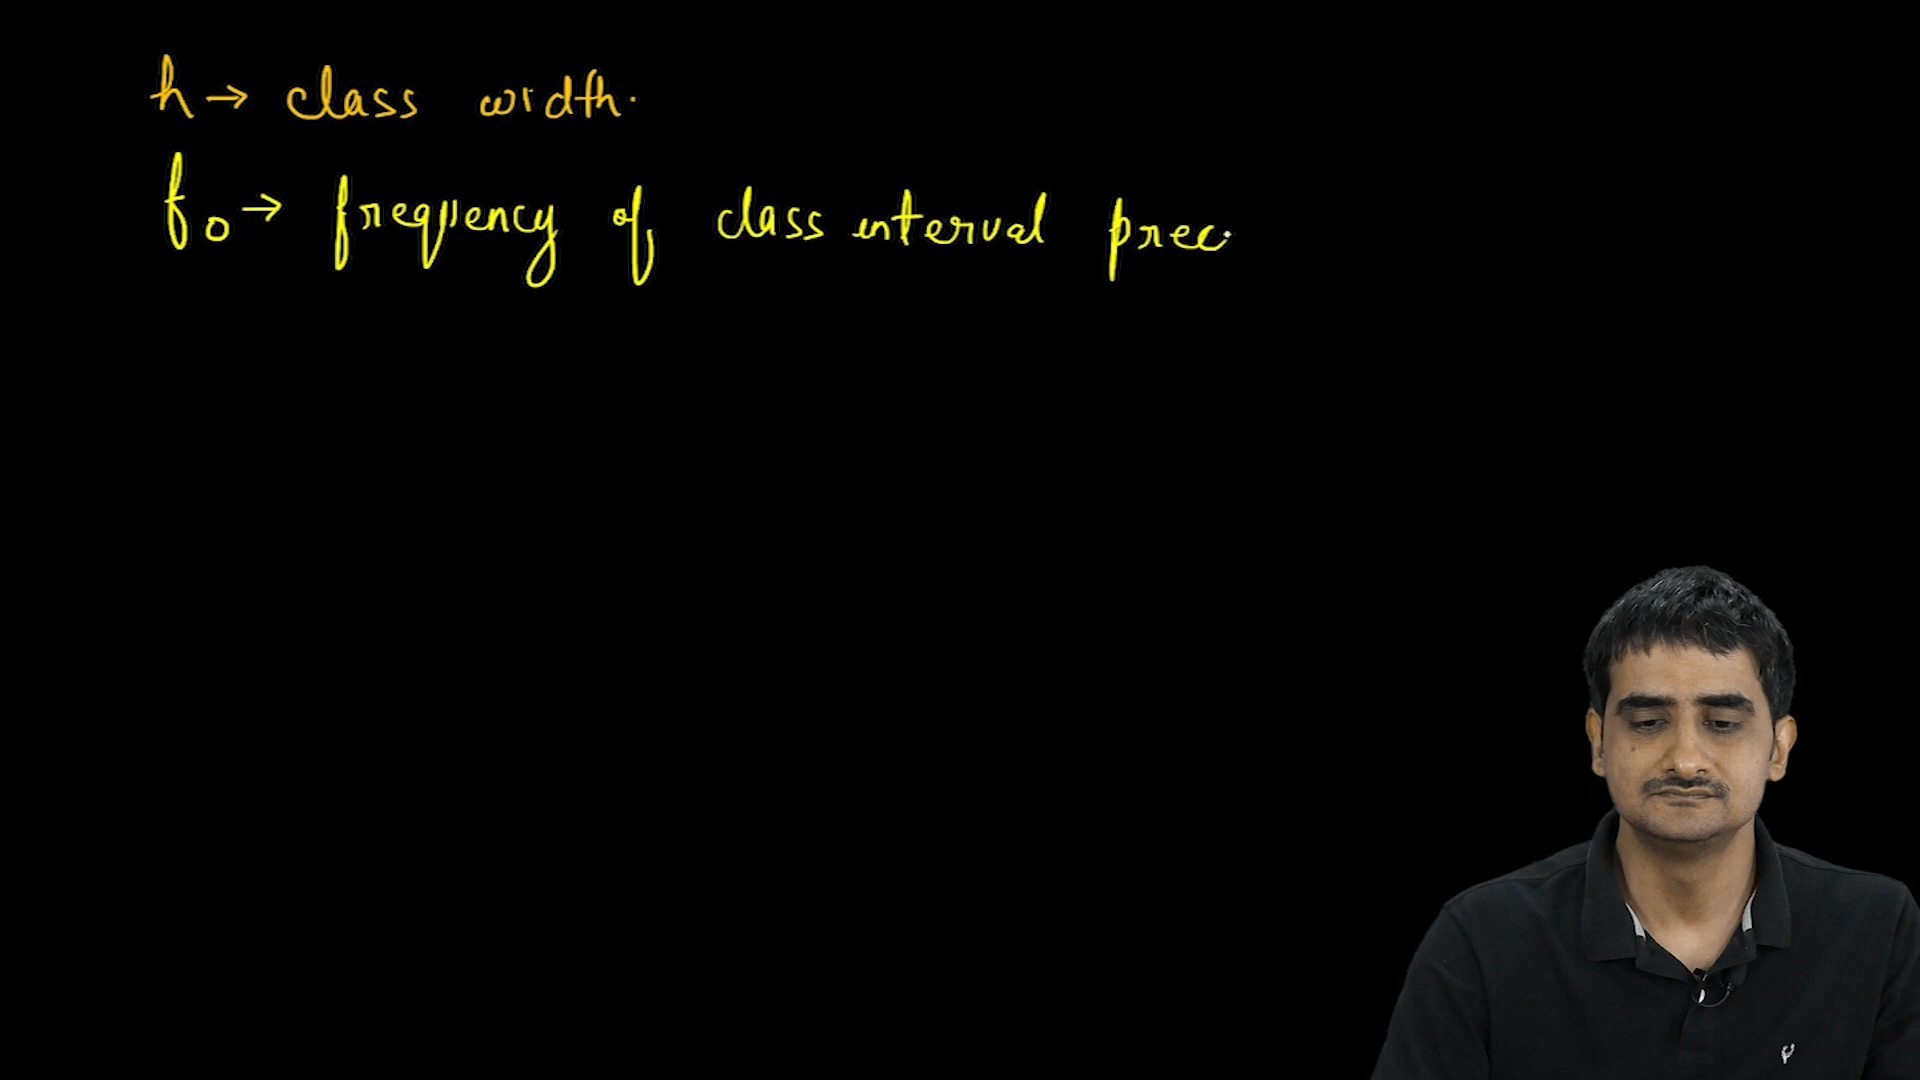 h → class width.
f₀ → frequency of class interval prec